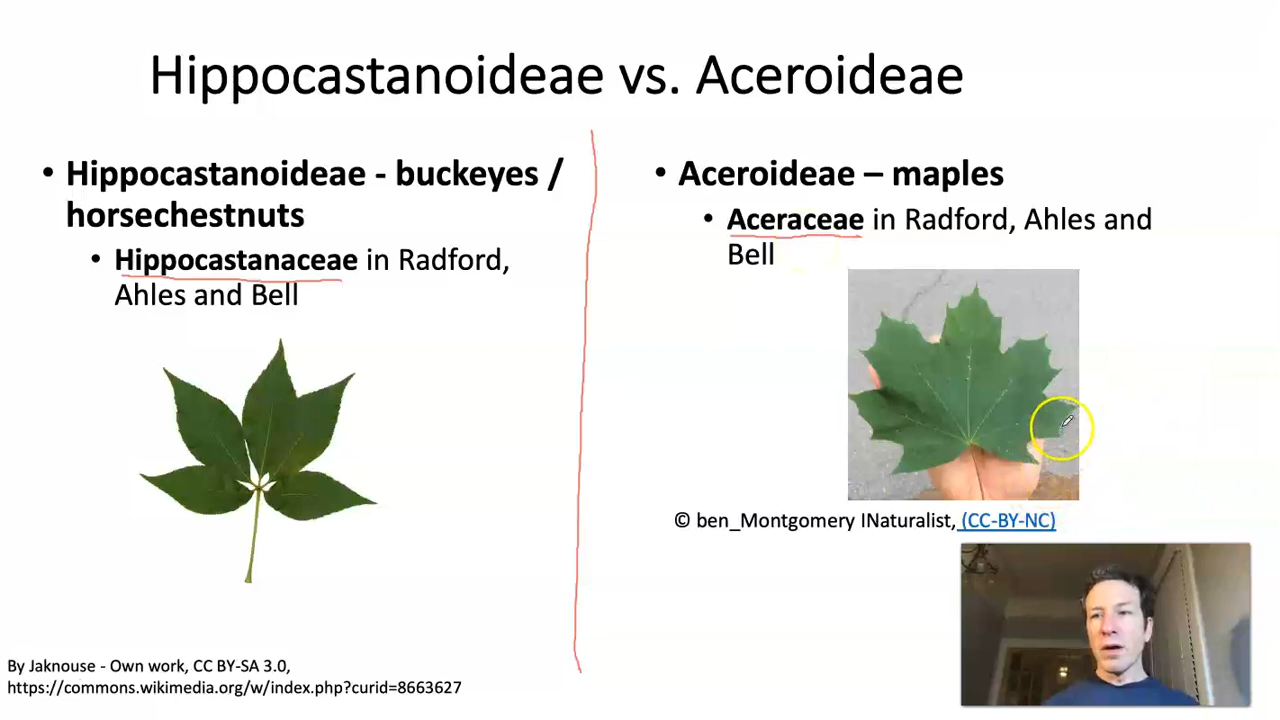 Hippocastanoideae vs. Aceroideae
• Hippocastanoideae - buckeyes /
horsechestnuts
• Hippocastanaceae in Radford,
Ahles and Bell
• Aceroideae – maples
• Aceraceae in Radford, Ahles and
Bell
© ben_Montgomery INaturalist, (CC-BY-NC)
By Jaknouse - Own work, CC BY-SA 3.0,
https://commons.wikimedia.org/w/index.php?curid=8663627